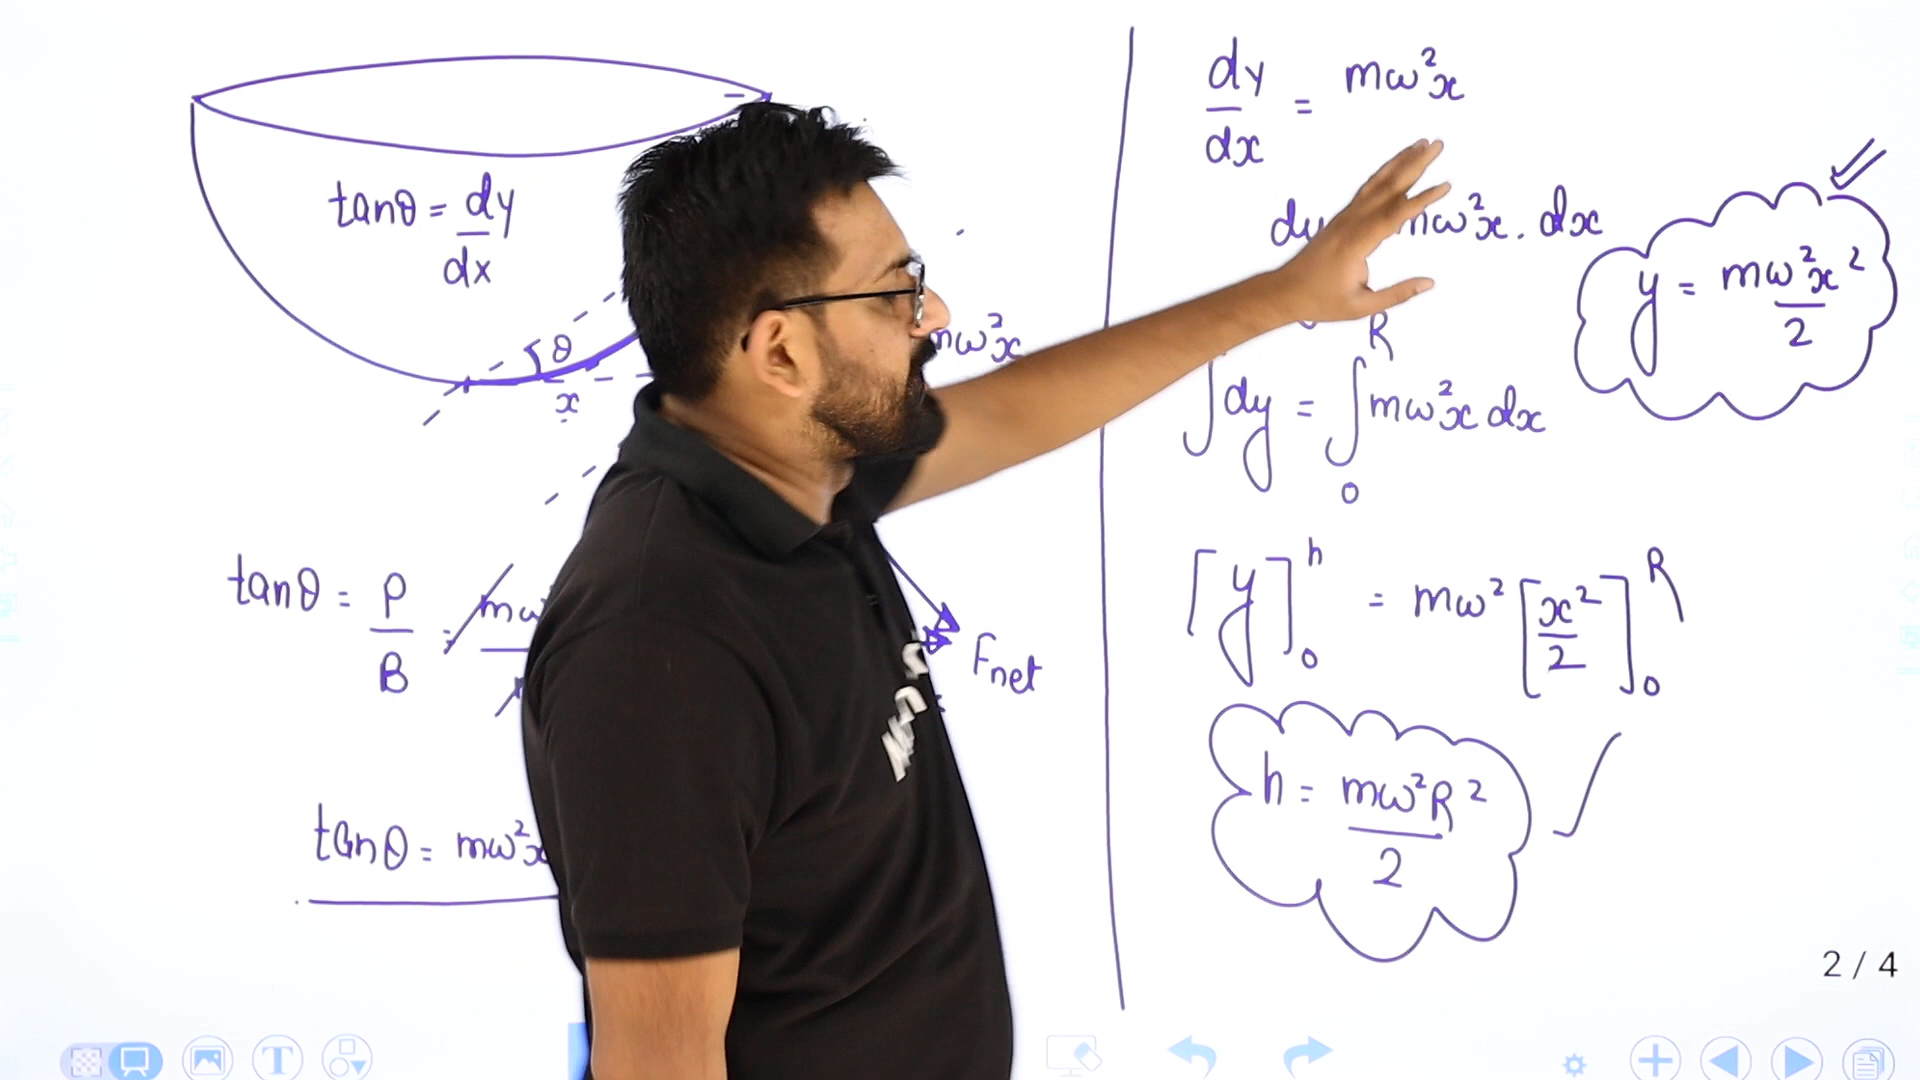 tanθ = dy/dx
θ
x
mω²x
tanθ = P/B =
Fnet
tanθ = mω²x
dy/dx = mω²x
mω²x . dx
y = mω²x²/2
∫dy = ∫₀ᴿ mω²x dx
[y]₀ʰ = mω² [x²/2]₀ᴿ
h = mω²R²/2
2 / 4
T